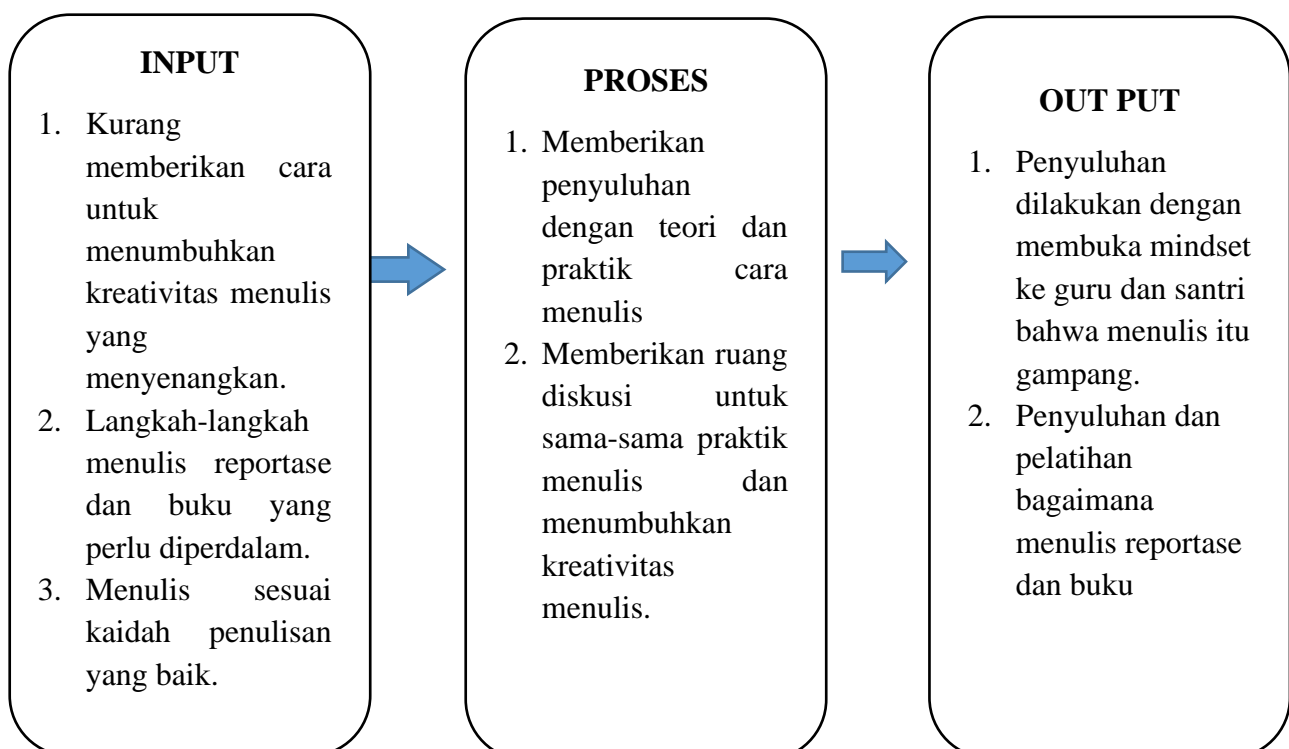 INPUT
1. Kurang
memberikan cara
untuk
menumbuhkan
kreativitas menulis
yang
menyenangkan.
2. Langkah-langkah
menulis reportase
dan buku yang
perlu diperdalam.
3. Menulis sesuai
kaidah penulisan
yang baik.
PROSES
1. Memberikan
penyuluhan
dengan teori dan
praktik cara
menulis
2. Memberikan ruang
diskusi untuk
sama-sama praktik
menulis dan
menumbuhkan
kreativitas
menulis.
OUT PUT
1. Penyuluhan
dilakukan dengan
membuka mindset
ke guru dan santri
bahwa menulis itu
gampang.
2. Penyuluhan dan
pelatihan
bagaimana
menulis reportase
dan buku